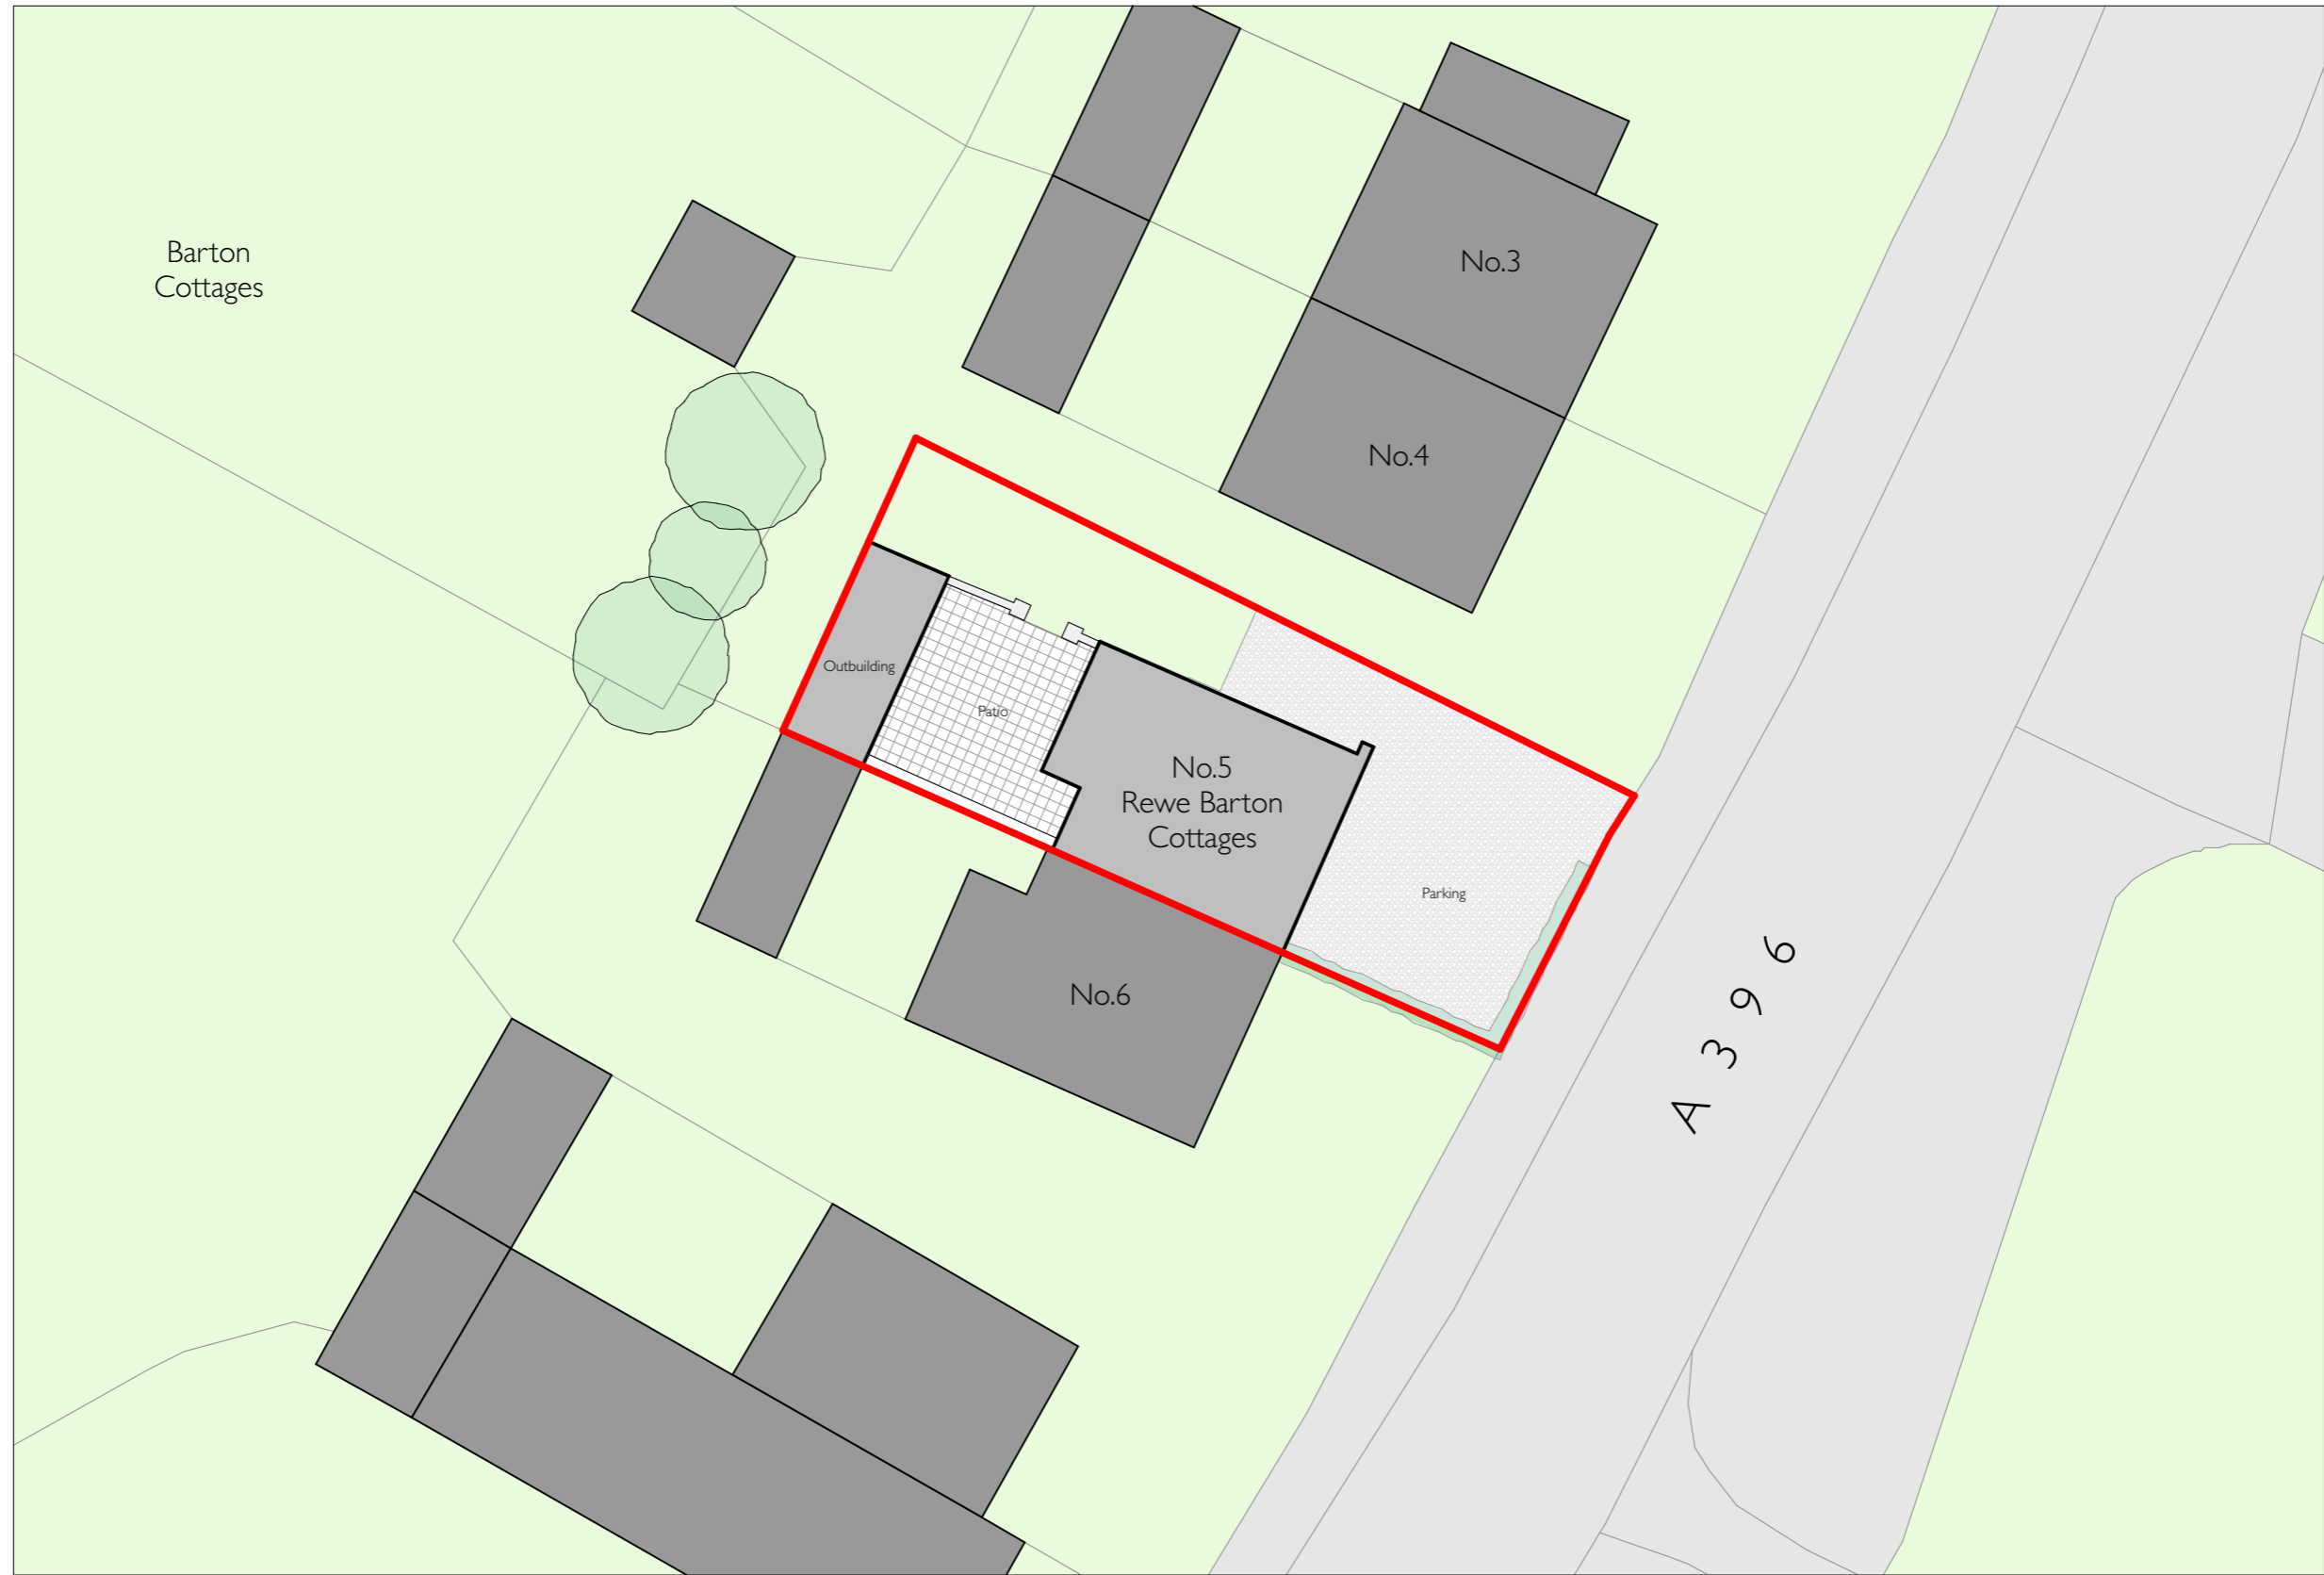 Barton
Cottages
No.3
No.4
Outbuilding
Patio
No.5
Rewe Barton
Cottages
Parking
No.6
A 3 9 6